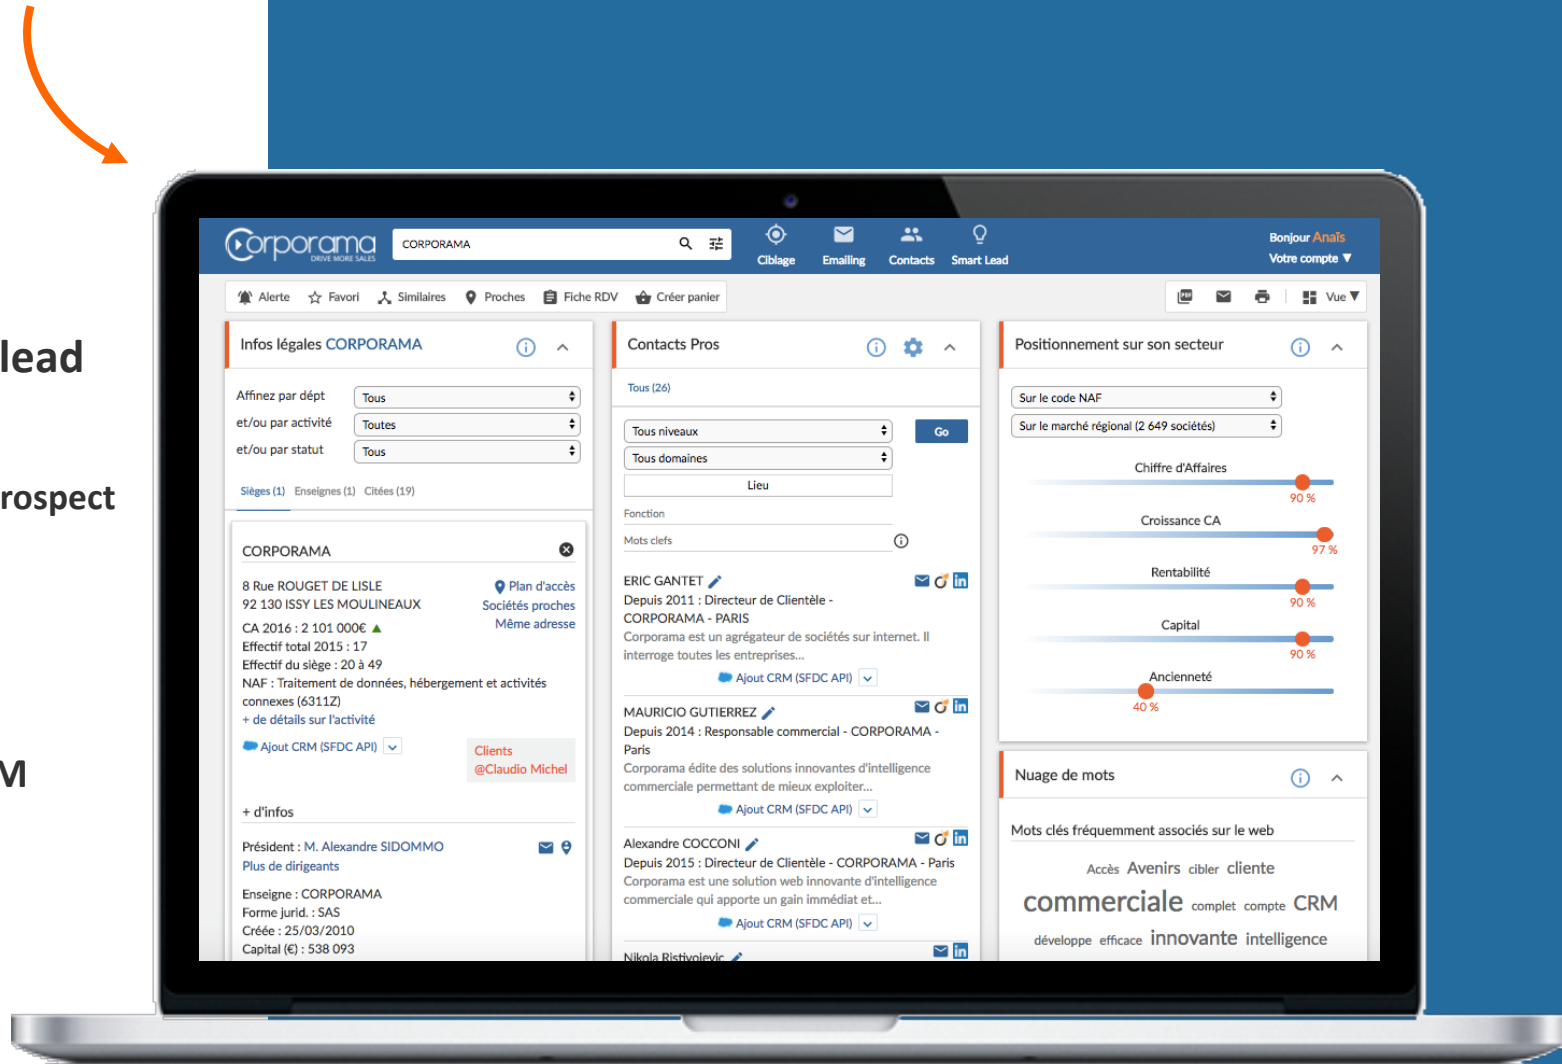 lead
rospect
M
Corporama
DRIVE MORE SALES
CORPORAMA
Ciblage
Emailing
Contacts
Smart Lead
Bonjour Anaïs
Votre compte ▼
Alerte
Favori
Similaires
Proches
Fiche RDV
Créer panier
PDF
Vue ▼
Infos légales CORPORAMA
Affinez par dépt
Tous
et/ou par activité
Toutes
et/ou par statut
Tous
Sièges (1) Enseignes (1) Citées (19)
CORPORAMA
8 Rue ROUGET DE LISLE
92 130 ISSY LES MOULINEAUX
Plan d'accès
Sociétés proches
Même adresse
CA 2016 : 2 101 000€ ▲
Effectif total 2015 : 17
Effectif du siège : 20 à 49
NAF : Traitement de données, hébergement et activités
connexes (6311Z)
+ de détails sur l'activité
Ajout CRM (SFDC API)
Clients
@Claudio Michel
+ d'infos
Président : M. Alexandre SIDOMMO
Plus de dirigeants
Enseigne : CORPORAMA
Forme jurid. : SAS
Créée : 25/03/2010
Capital (€) : 538 093
Contacts Pros
Tous (26)
Tous niveaux
Go
Tous domaines
Lieu
Fonction
Mots clefs
ERIC GANTET
Depuis 2011 : Directeur de Clientèle -
CORPORAMA - PARIS
Corporama est un agrégateur de sociétés sur internet. Il
interroge toutes les entreprises...
Ajout CRM (SFDC API)
MAURICIO GUTIERREZ
Depuis 2014 : Responsable commercial - CORPORAMA -
Paris
Corporama édite des solutions innovantes d'intelligence
commerciale permettant de mieux exploiter...
Ajout CRM (SFDC API)
Alexandre COCCONI
Depuis 2015 : Directeur de Clientèle - CORPORAMA - Paris
Corporama est une solution web innovante d'intelligence
commerciale qui apporte un gain immédiat et...
Ajout CRM (SFDC API)
Nikola Ristivojevic
Positionnement sur son secteur
Sur le code NAF
Sur le marché régional (2 649 sociétés)
Chiffre d'Affaires
90 %
Croissance CA
97 %
Rentabilité
90 %
Capital
90 %
Ancienneté
40 %
Nuage de mots
Mots clés fréquemment associés sur le web
Accès Avenirs cibler cliente
commerciale complet compte CRM
développe efficace innovante intelligence